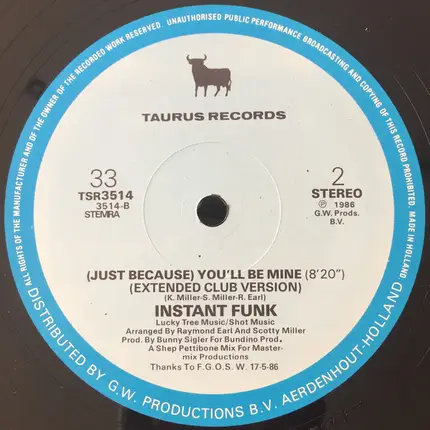 ALL RIGHTS OF THE MANUFACTURER AND OF THE OWNER OF THE RECORDED WORK RESERVED. UNAUTHORISED PUBLIC PERFORMANCE BROADCASTING AND COPYING OF THIS RECORD PROHIBITED. MADE IN HOLLAND
TAURUS RECORDS
33
TSR3514
3514-B
STEMRA
2
STEREO
℗ 1986
G.W. Prods.
B.V.
(JUST BECAUSE) YOU'LL BE MINE (8'20")
(EXTENDED CLUB VERSION)
(K. Miller-S. Miller-R. Earl)
INSTANT FUNK
Lucky Tree Music/Shot Music
Arranged By Raymond Earl And Scotty Miller
Prod. By Bunny Sigler For Bundino Prod.
A Shep Pettibone Mix For Master-
mix Productions
Thanks To F.G.O.S. W. 17-5-86
DISTRIBUTED BY G.W. PRODUCTIONS B.V. AERDENHOUT-HOLLAND